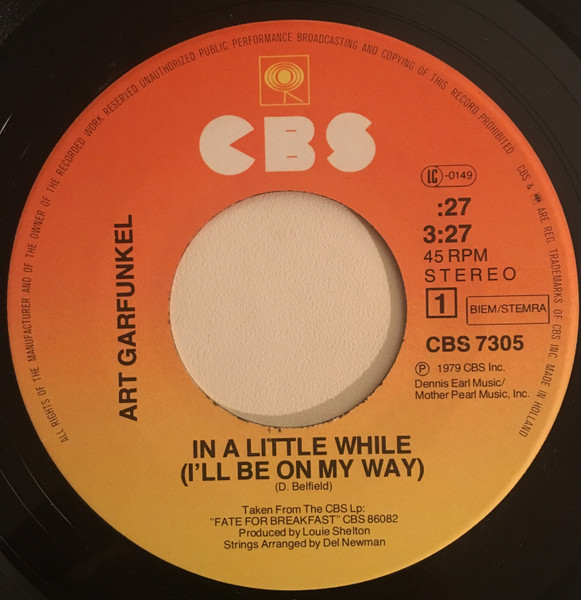 ALL RIGHTS OF THE MANUFACTURER AND OF THE OWNER OF THE RECORDED WORK RESERVED UNAUTHORIZED PUBLIC PERFORMANCE BROADCASTING AND COPYING OF THIS RECORD PROHIBITED CBS & ARE REG. TRADEMARKS OF CBS INC. MADE IN HOLLAND
CBS
LC -0149
:27
3:27
45 RPM
STEREO
1 BIEM/STEMRA
CBS 7305
℗ 1979 CBS Inc.
Dennis Earl Music/
Mother Pearl Music, Inc.
ART GARFUNKEL
IN A LITTLE WHILE
(I'LL BE ON MY WAY)
(D. Belfield)
Taken From The CBS Lp:
"FATE FOR BREAKFAST" CBS 86082
Produced by Louie Shelton
Strings Arranged by Del Newman